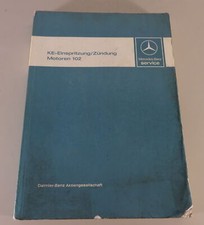 KE-Einspritzung/Zündung
Motoren 102
Mercedes-Benz
service
Daimler-Benz Aktiengesellschaft